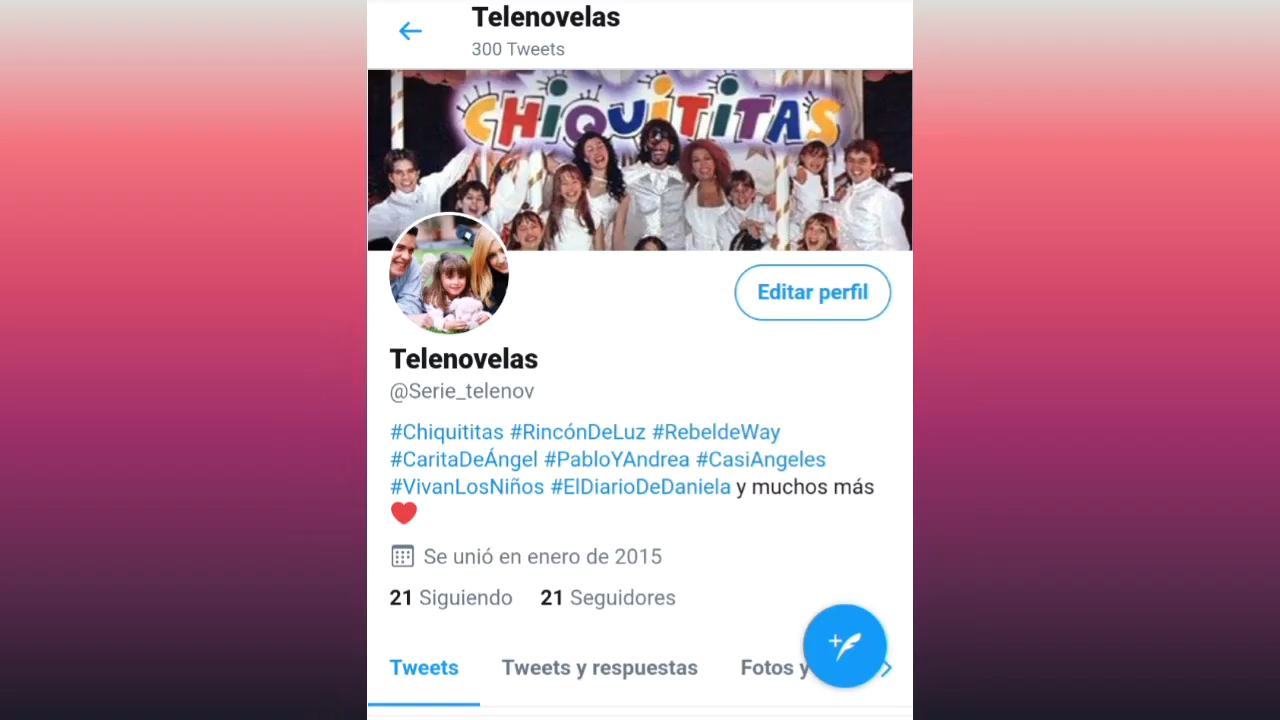 Telenovelas
300 Tweets
CHIQUITITAS
Editar perfil
Telenovelas
@Serie_telenov
#Chiquititas #RincónDeLuz #RebeldeWay
#CaritaDeÁngel #PabloYAndrea #CasiAngeles
#VivanLosNiños #ElDiarioDeDaniela y muchos más
❤️
Se unió en enero de 2015
21 Siguiendo 21 Seguidores
Tweets Tweets y respuestas Fotos y